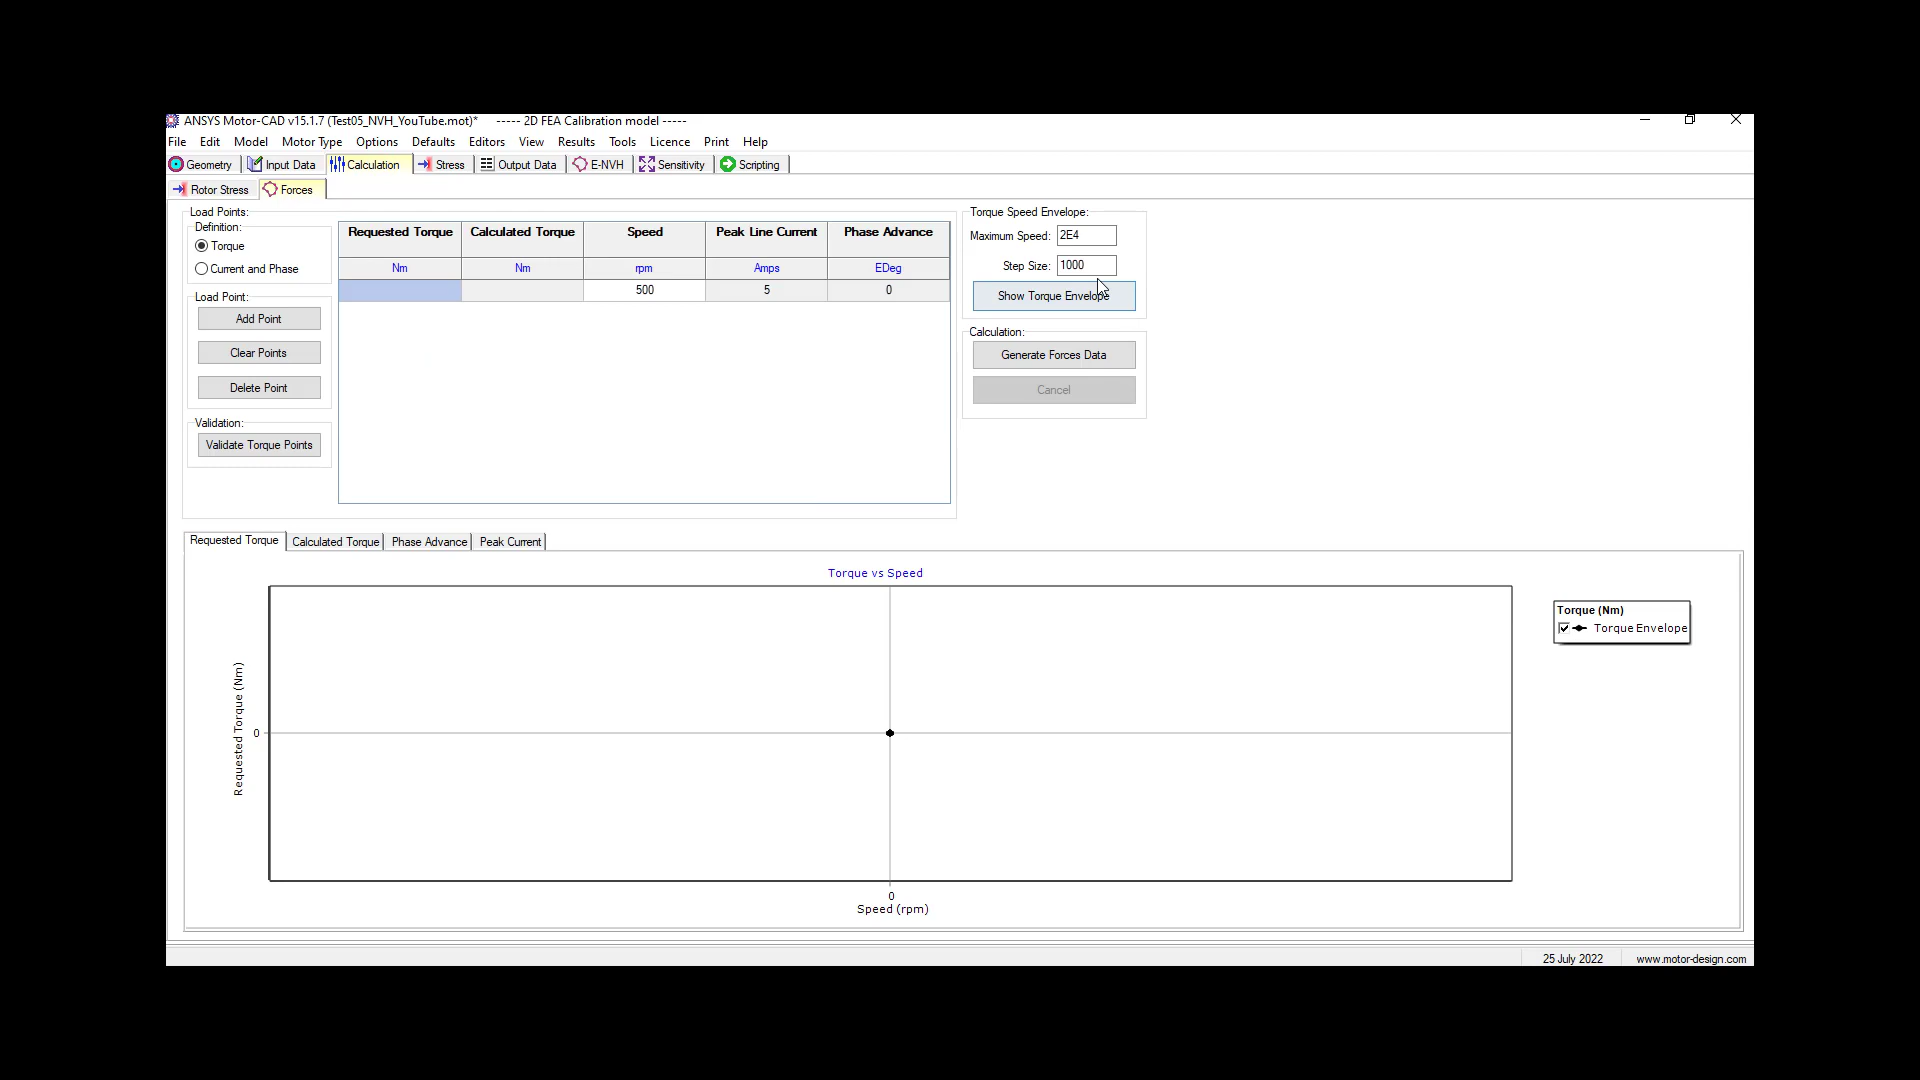 ANSYS Motor-CAD v15.1.7 (Test05_NVH_YouTube.mot)* ----- 2D FEA Calibration model -----
File Edit Model Motor Type Options Defaults Editors View Results Tools Licence Print Help
Geometry Input Data Calculation Stress Output Data E-NVH Sensitivity Scripting
Rotor Stress Forces
Load Points:
Definition:
Torque
Current and Phase
Load Point:
Add Point
Clear Points
Delete Point
Validation:
Validate Torque Points
Requested Torque Calculated Torque Speed Peak Line Current Phase Advance
Nm Nm rpm Amps EDeg
500 5 0
Torque Speed Envelope:
Maximum Speed: 2E4
Step Size: 1000
Show Torque Envelope
Calculation:
Generate Forces Data
Cancel
Requested Torque Calculated Torque Phase Advance Peak Current
Torque vs Speed
Requested Torque (Nm)
0
0
Speed (rpm)
Torque (Nm)
Torque Envelope
25 July 2022 www.motor-design.com